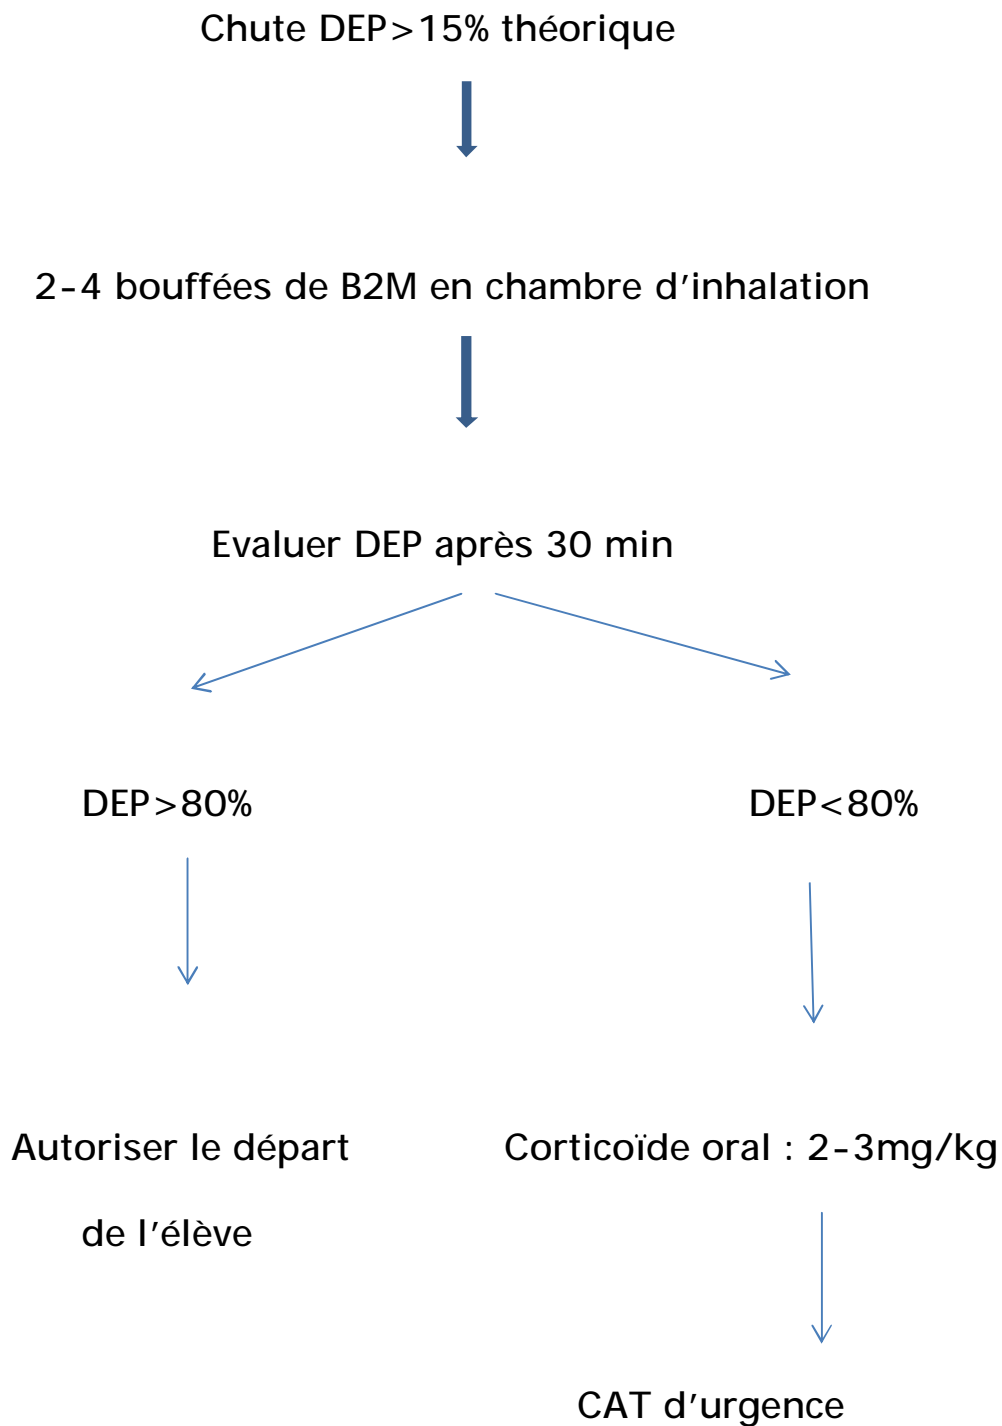 Chute DEP>15% théorique
2-4 bouffées de B2M en chambre d'inhalation
Evaluer DEP après 30 min
DEP>80%
DEP<80%
Autoriser le départ
de l'élève
Corticoïde oral : 2-3mg/kg
CAT d'urgence